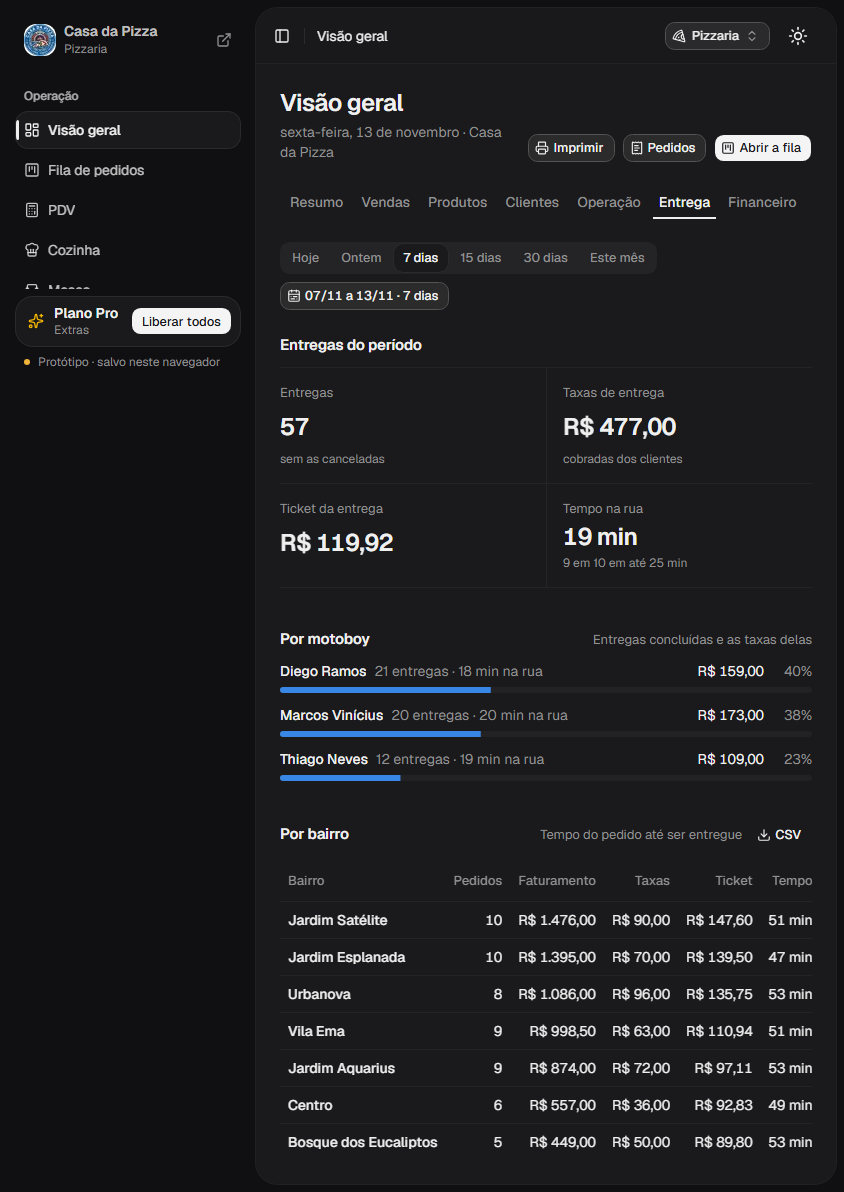 Casa da Pizza
Pizzaria
Operação
Visão geral
Fila de pedidos
PDV
Cozinha
Mesas
Plano Pro
Extras
Liberar todos
Protótipo · salvo neste navegador
Visão geral
Pizzaria
Visão geral
sexta-feira, 13 de novembro · Casa
da Pizza
Imprimir
Pedidos
Abrir a fila
Resumo Vendas Produtos Clientes Operação Entrega Financeiro
Hoje Ontem 7 dias 15 dias 30 dias Este mês
07/11 a 13/11 · 7 dias
Entregas do período
Entregas
57
sem as canceladas
Taxas de entrega
R$ 477,00
cobradas dos clientes
Ticket da entrega
R$ 119,92
Tempo na rua
19 min
9 em 10 em até 25 min
Por motoboy Entregas concluídas e as taxas delas
Diego Ramos 21 entregas · 18 min na rua R$ 159,00 40%
Marcos Vinícius 20 entregas · 20 min na rua R$ 173,00 38%
Thiago Neves 12 entregas · 19 min na rua R$ 109,00 23%
Por bairro Tempo do pedido até ser entregue CSV
Bairro Pedidos Faturamento Taxas Ticket Tempo
Jardim Satélite 10 R$ 1.476,00 R$ 90,00 R$ 147,60 51 min
Jardim Esplanada 10 R$ 1.395,00 R$ 70,00 R$ 139,50 47 min
Urbanova 8 R$ 1.086,00 R$ 96,00 R$ 135,75 53 min
Vila Ema 9 R$ 998,50 R$ 63,00 R$ 110,94 51 min
Jardim Aquarius 9 R$ 874,00 R$ 72,00 R$ 97,11 53 min
Centro 6 R$ 557,00 R$ 36,00 R$ 92,83 49 min
Bosque dos Eucaliptos 5 R$ 449,00 R$ 50,00 R$ 89,80 53 min